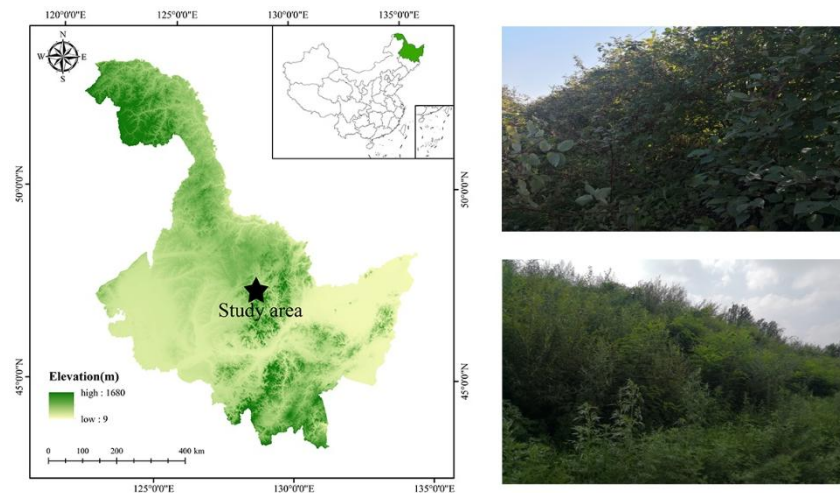 120°0'0"E 125°0'0"E 130°0'0"E 135°0'0"E
N
W E
S
50°0'0"N 50°0'0"N
Study area
45°0'0"N 45°0'0"N
Elevation(m)
high : 1680
low : 9
0 100 200 400 km
125°0'0"E 130°0'0"E 135°0'0"E